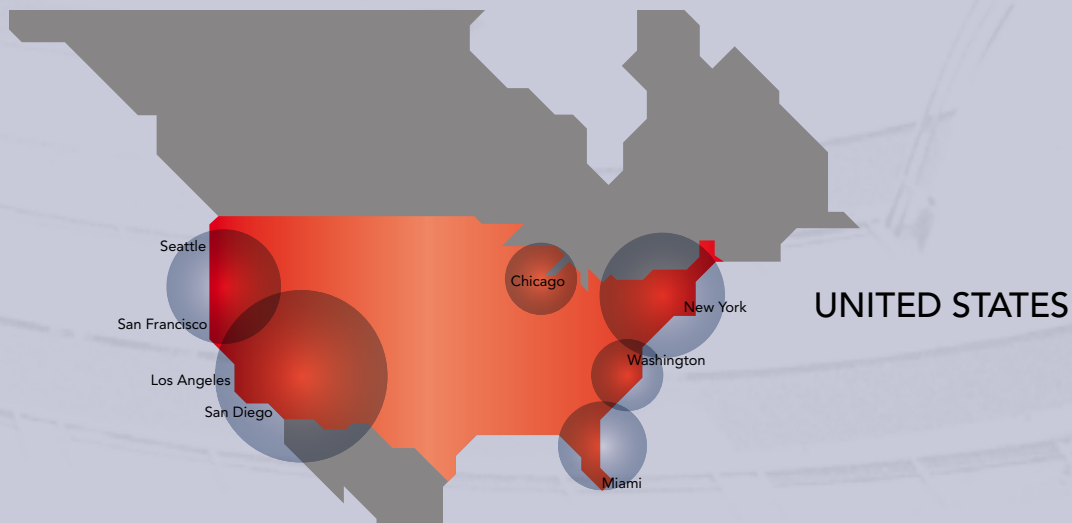 Seattle
Chicago
New York
UNITED STATES
San Francisco
Washington
Los Angeles
San Diego
Miami